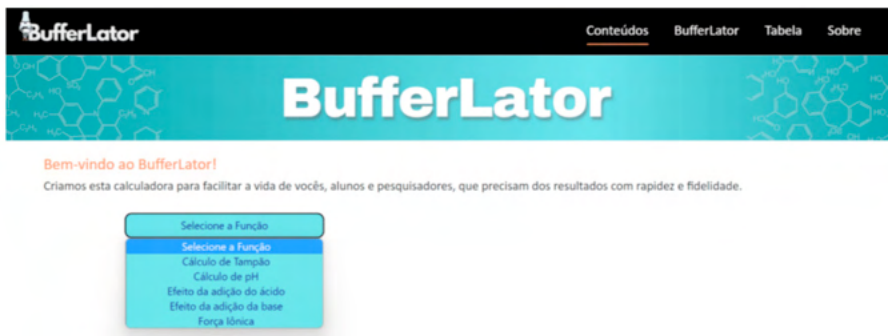 BufferLator
Conteúdos BufferLator Tabela Sobre
BufferLator
Bem-vindo ao BufferLator!
Criamos esta calculadora para facilitar a vida de vocês, alunos e pesquisadores, que precisam dos resultados com rapidez e fidelidade.
Selecione a Função
Selecione a Função
Cálculo de Tampão
Cálculo de pH
Efeito da adição do ácido
Efeito da adição da base
Força Iônica